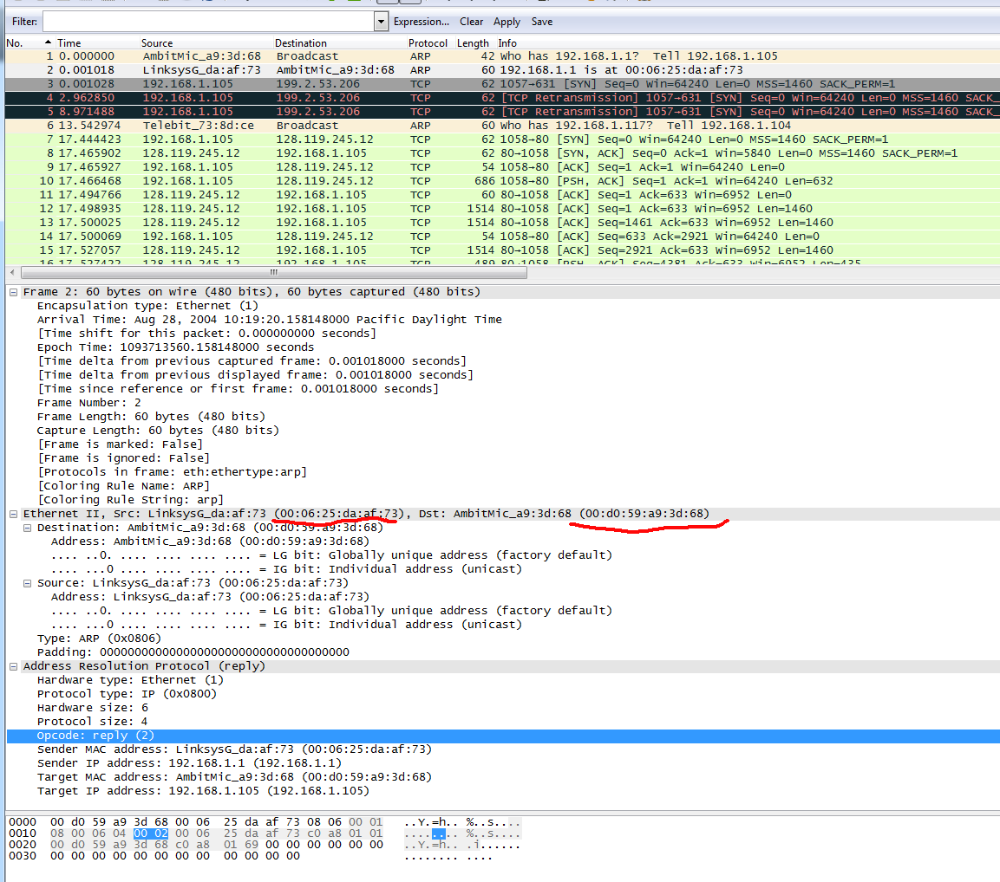 Filter: Expression... Clear Apply Save
No. Time Source Destination Protocol Length Info
1 0.000000 AmbitMic_a9:3d:68 Broadcast ARP 42 Who has 192.168.1.1? Tell 192.168.1.105
2 0.001018 LinksysG_da:af:73 AmbitMic_a9:3d:68 ARP 60 192.168.1.1 is at 00:06:25:da:af:73
3 0.001028 192.168.1.105 199.2.53.206 TCP 62 1057→631 [SYN] Seq=0 Win=64240 Len=0 MSS=1460 SACK_PERM=1
4 2.962850 192.168.1.105 199.2.53.206 TCP 62 [TCP Retransmission] 1057→631 [SYN] Seq=0 Win=64240 Len=0 MSS=1460 SACK_
5 8.971488 192.168.1.105 199.2.53.206 TCP 62 [TCP Retransmission] 1057→631 [SYN] Seq=0 Win=64240 Len=0 MSS=1460 SACK_
6 13.542974 Telebit_73:8d:ce Broadcast ARP 60 Who has 192.168.1.117? Tell 192.168.1.104
7 17.444423 192.168.1.105 128.119.245.12 TCP 62 1058→80 [SYN] Seq=0 Win=64240 Len=0 MSS=1460 SACK_PERM=1
8 17.465902 128.119.245.12 192.168.1.105 TCP 62 80→1058 [SYN, ACK] Seq=0 Ack=1 Win=5840 Len=0 MSS=1460 SACK_PERM=1
9 17.465927 192.168.1.105 128.119.245.12 TCP 54 1058→80 [ACK] Seq=1 Ack=1 Win=64240 Len=0
10 17.466468 192.168.1.105 128.119.245.12 TCP 686 1058→80 [PSH, ACK] Seq=1 Ack=1 Win=64240 Len=632
11 17.494766 128.119.245.12 192.168.1.105 TCP 60 80→1058 [ACK] Seq=1 Ack=633 Win=6952 Len=0
12 17.498935 128.119.245.12 192.168.1.105 TCP 1514 80→1058 [ACK] Seq=1 Ack=633 Win=6952 Len=1460
13 17.500025 128.119.245.12 192.168.1.105 TCP 1514 80→1058 [ACK] Seq=1461 Ack=633 Win=6952 Len=1460
14 17.500069 192.168.1.105 128.119.245.12 TCP 54 1058→80 [ACK] Seq=633 Ack=2921 Win=64240 Len=0
15 17.527057 128.119.245.12 192.168.1.105 TCP 1514 80→1058 [ACK] Seq=2921 Ack=633 Win=6952 Len=1460
16 17.527422 128.119.245.12 192.168.1.105 TCP 489 80→1058 [PSH, ACK] Seq=4381 Ack=633 Win=6952 Len=435
Frame 2: 60 bytes on wire (480 bits), 60 bytes captured (480 bits)
Encapsulation type: Ethernet (1)
Arrival Time: Aug 28, 2004 10:19:20.158148000 Pacific Daylight Time
[Time shift for this packet: 0.000000000 seconds]
Epoch Time: 1093713560.158148000 seconds
[Time delta from previous captured frame: 0.001018000 seconds]
[Time delta from previous displayed frame: 0.001018000 seconds]
[Time since reference or first frame: 0.001018000 seconds]
Frame Number: 2
Frame Length: 60 bytes (480 bits)
Capture Length: 60 bytes (480 bits)
[Frame is marked: False]
[Frame is ignored: False]
[Protocols in frame: eth:ethertype:arp]
[Coloring Rule Name: ARP]
[Coloring Rule String: arp]
Ethernet II, Src: LinksysG_da:af:73 (00:06:25:da:af:73), Dst: AmbitMic_a9:3d:68 (00:d0:59:a9:3d:68)
Destination: AmbitMic_a9:3d:68 (00:d0:59:a9:3d:68)
Address: AmbitMic_a9:3d:68 (00:d0:59:a9:3d:68)
.... ..0. .... .... .... .... = LG bit: Globally unique address (factory default)
.... ...0 .... .... .... .... = IG bit: Individual address (unicast)
Source: LinksysG_da:af:73 (00:06:25:da:af:73)
Address: LinksysG_da:af:73 (00:06:25:da:af:73)
.... ..0. .... .... .... .... = LG bit: Globally unique address (factory default)
.... ...0 .... .... .... .... = IG bit: Individual address (unicast)
Type: ARP (0x0806)
Padding: 000000000000000000000000000000000000
Address Resolution Protocol (reply)
Hardware type: Ethernet (1)
Protocol type: IP (0x0800)
Hardware size: 6
Protocol size: 4
Opcode: reply (2)
Sender MAC address: LinksysG_da:af:73 (00:06:25:da:af:73)
Sender IP address: 192.168.1.1 (192.168.1.1)
Target MAC address: AmbitMic_a9:3d:68 (00:d0:59:a9:3d:68)
Target IP address: 192.168.1.105 (192.168.1.105)
0000 00 d0 59 a9 3d 68 00 06 25 da af 73 08 06 00 01 ..Y.=h.. %..s....
0010 08 00 06 04 00 02 00 06 25 da af 73 c0 a8 01 01 ........ %..s....
0020 00 d0 59 a9 3d 68 c0 a8 01 69 00 00 00 00 00 00 ..Y.=h.. .i......
0030 00 00 00 00 00 00 00 00 00 00 00 00 ........ ....